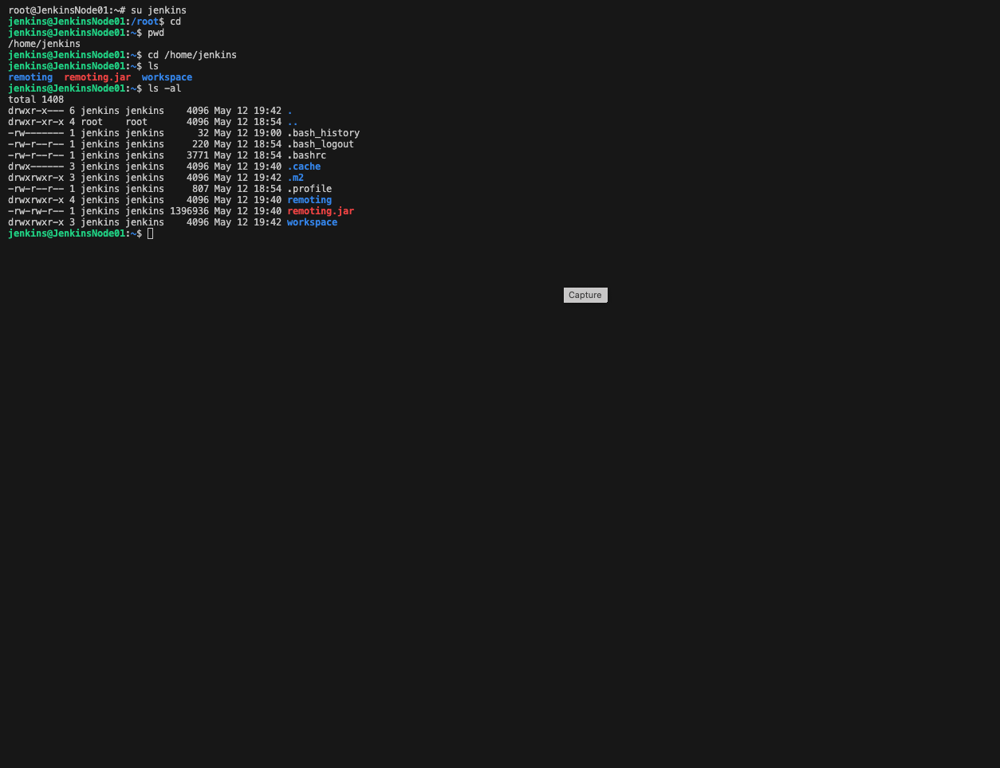 root@JenkinsNode01:~# su jenkins
jenkins@JenkinsNode01:/root$ cd
jenkins@JenkinsNode01:~$ pwd
/home/jenkins
jenkins@JenkinsNode01:~$ cd /home/jenkins
jenkins@JenkinsNode01:~$ ls
remoting  remoting.jar  workspace
jenkins@JenkinsNode01:~$ ls -al
total 1408
drwxr-x--- 6 jenkins jenkins    4096 May 12 19:42 .
drwxr-xr-x 4 root    root       4096 May 12 18:54 ..
-rw------- 1 jenkins jenkins      32 May 12 19:00 .bash_history
-rw-r--r-- 1 jenkins jenkins     220 May 12 18:54 .bash_logout
-rw-r--r-- 1 jenkins jenkins    3771 May 12 18:54 .bashrc
drwx------ 3 jenkins jenkins    4096 May 12 19:40 .cache
drwxrwxr-x 3 jenkins jenkins    4096 May 12 19:42 .m2
-rw-r--r-- 1 jenkins jenkins     807 May 12 18:54 .profile
drwxrwxr-x 4 jenkins jenkins    4096 May 12 19:40 remoting
-rw-rw-r-- 1 jenkins jenkins 1396936 May 12 19:40 remoting.jar
drwxrwxr-x 3 jenkins jenkins    4096 May 12 19:42 workspace
jenkins@JenkinsNode01:~$
Capture